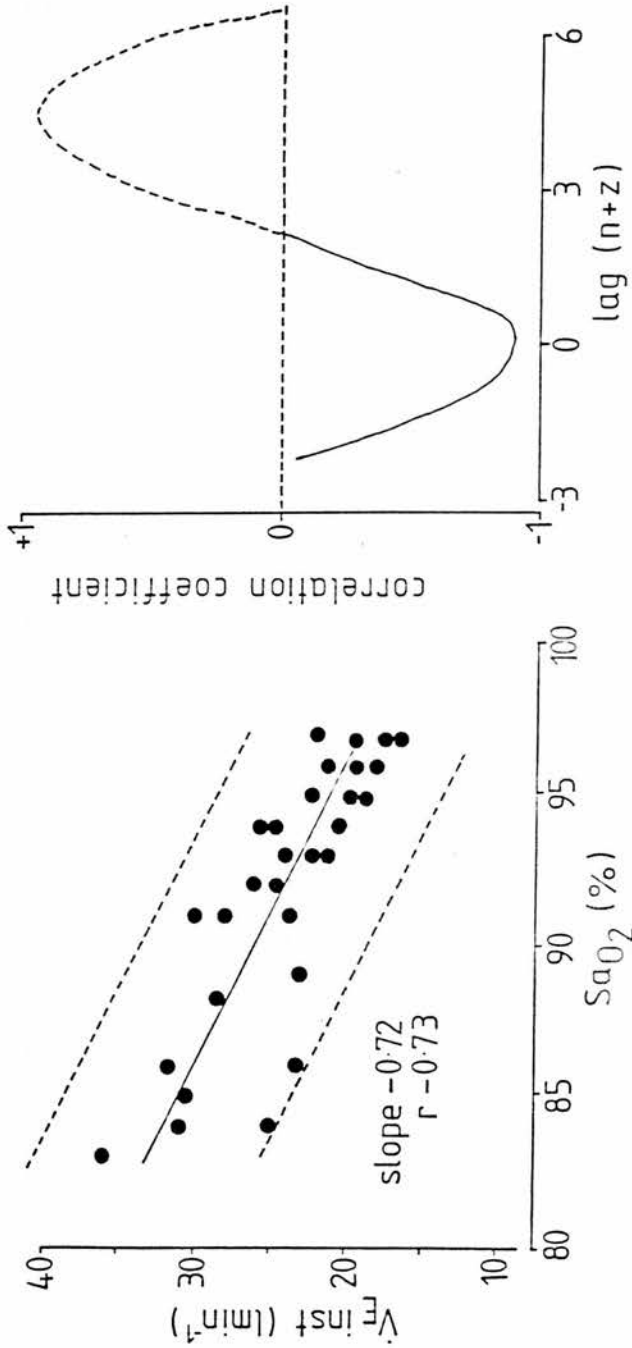 40
30
20
10
V̇E inst (lmin⁻¹)
slope -0·72
r -0·73
80
85
90
95
100
SaO₂ (%)
+1
0
-1
correlation coefficient
-3
0
3
6
lag (n+z)